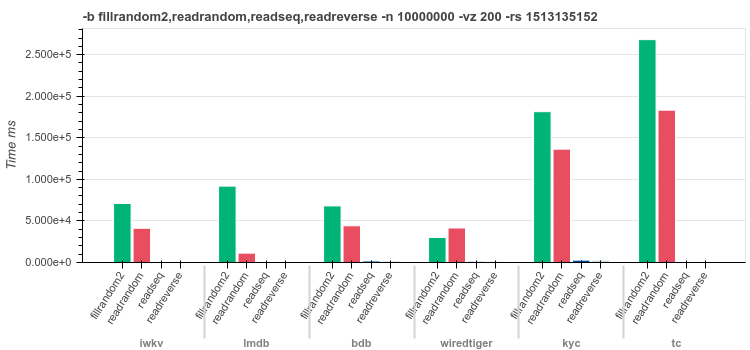 -b fillrandom2,readrandom,readseq,readreverse -n 10000000 -vz 200 -rs 1513135152
Time ms
2.500e+5
2.000e+5
1.500e+5
1.000e+5
5.000e+4
0.000e+0
fillrandom2 readrandom readseq readreverse fillrandom2 readrandom readseq readreverse fillrandom2 readrandom readseq readreverse fillrandom2 readrandom readseq readreverse fillrandom2 readrandom readseq readreverse fillrandom2 readrandom readseq readreverse
iwkv lmdb bdb wiredtiger kyc tc